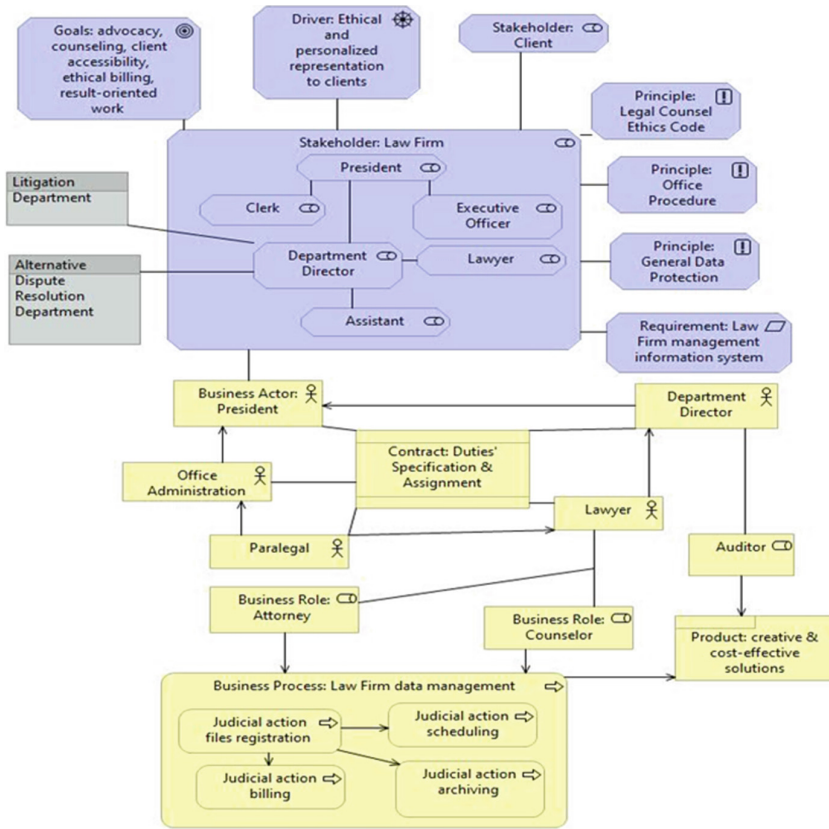 Goals: advocacy,
counseling, client
accessibility,
ethical billing,
result-oriented
work
Driver: Ethical
and
personalized
representation
to clients
Stakeholder:
Client
Principle:
Legal Counsel
Ethics Code
Stakeholder: Law Firm
President
Clerk
Executive
Officer
Department
Director
Lawyer
Assistant
Litigation
Department
Alternative
Dispute
Resolution
Department
Principle:
Office
Procedure
Principle:
General Data
Protection
Requirement: Law
Firm management
information system
Business Actor:
President
Department
Director
Contract: Duties'
Specification &
Assignment
Office
Administration
Lawyer
Paralegal
Auditor
Business Role:
Attorney
Business Role:
Counselor
Product: creative &
cost-effective
solutions
Business Process: Law Firm data management
Judicial action
files registration
Judicial action
scheduling
Judicial action
billing
Judicial action
archiving